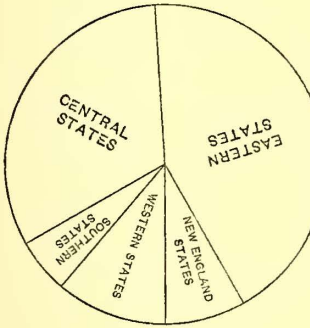 CENTRAL
STATES
EASTERN
STATES
SOUTHERN
STATES
WESTERN STATES
NEW ENGLAND
STATES